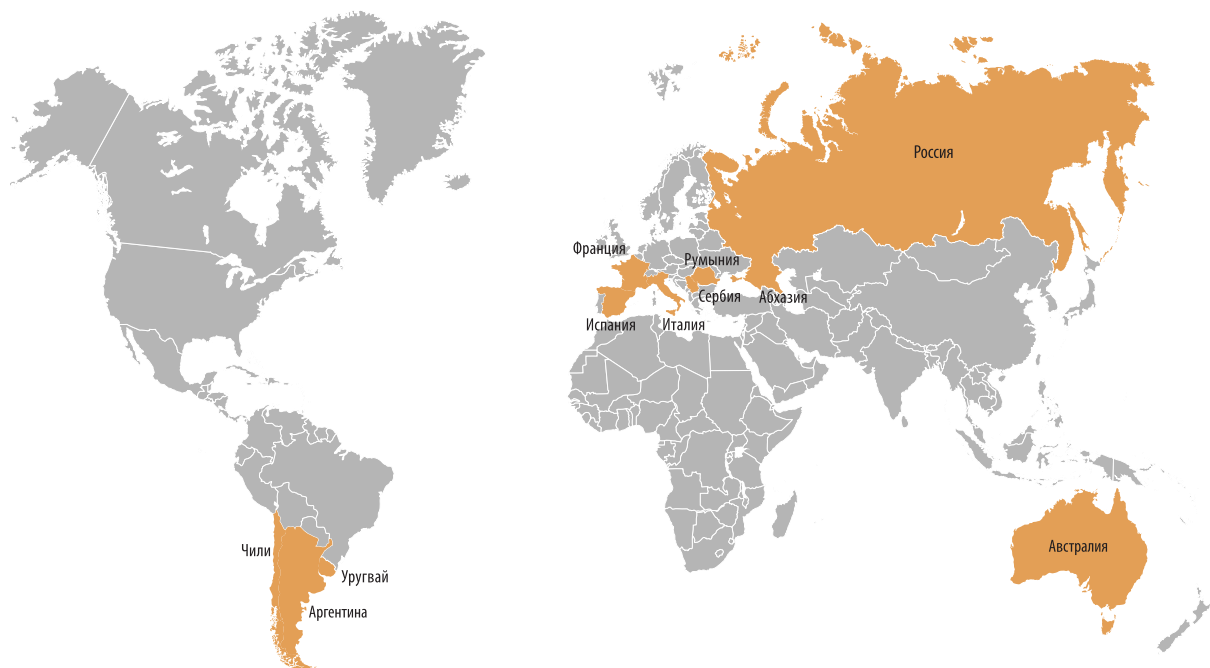 Россия
Франция
Румыния
Сербия
Абхазия
Испания
Италия
Чили
Австралия
Уругвай
Аргентина